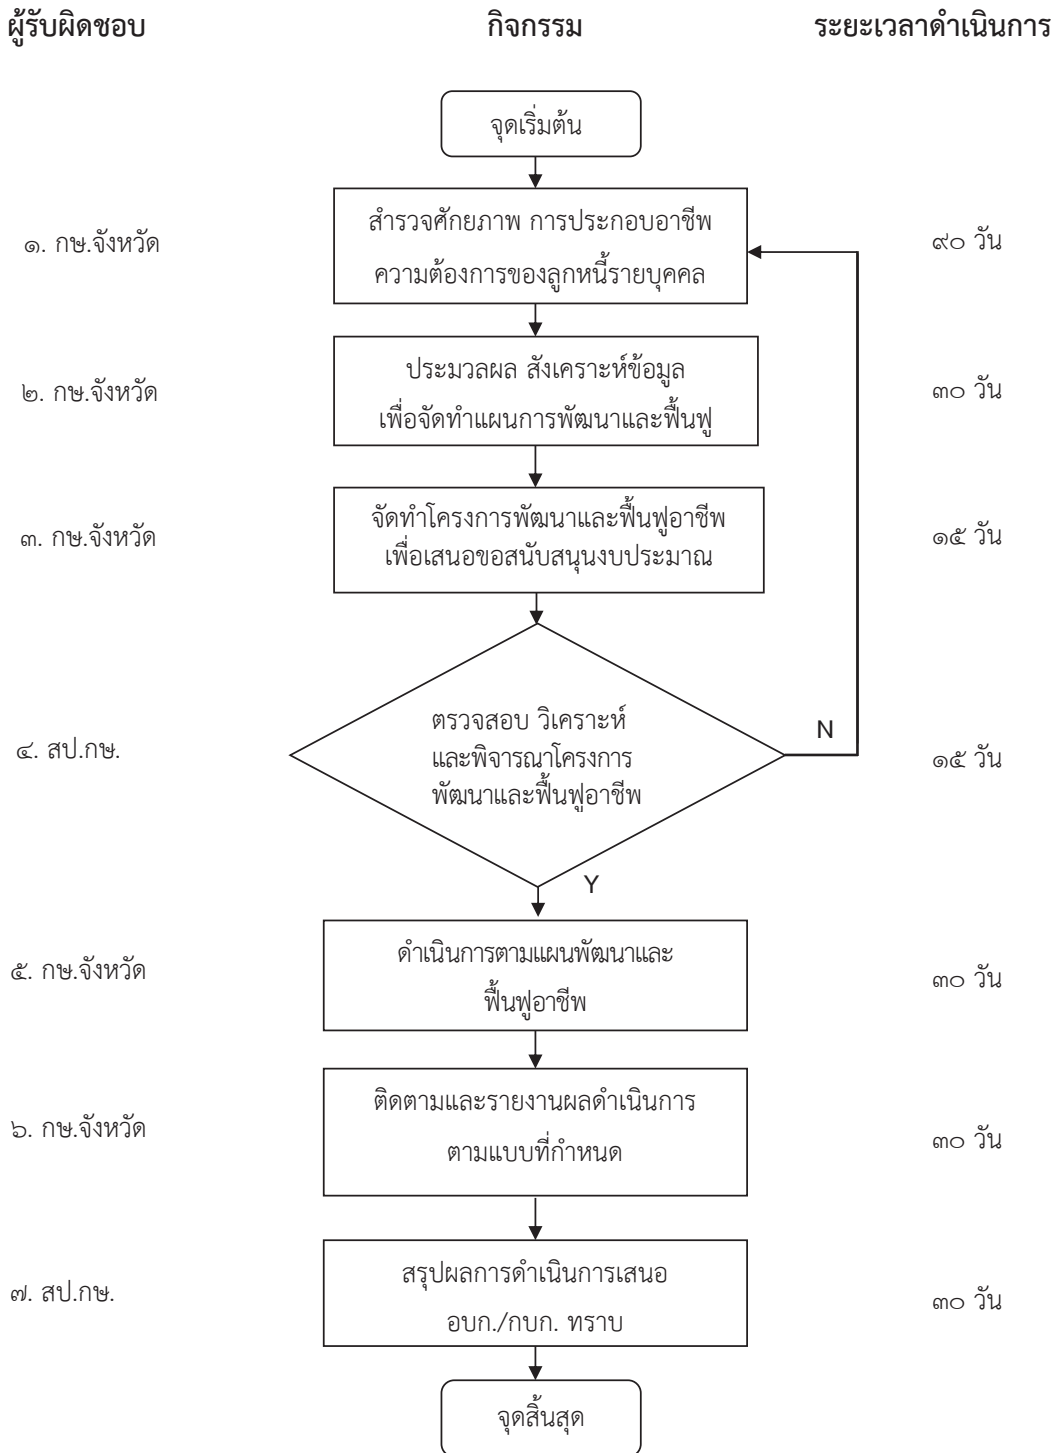 ผู้รับผิดชอบ กิจกรรม ระยะเวลาดำเนินการ
จุดเริ่มต้น
๑. กษ.จังหวัด
สำรวจศักยภาพ การประกอบอาชีพ
ความต้องการของลูกหนี้รายบุคคล
๙๐ วัน
๒. กษ.จังหวัด
ประมวลผล สังเคราะห์ข้อมูล
เพื่อจัดทำแผนการพัฒนาและฟื้นฟู
๓๐ วัน
๓. กษ.จังหวัด
จัดทำโครงการพัฒนาและฟื้นฟูอาชีพ
เพื่อเสนอขอสนับสนุนงบประมาณ
๑๕ วัน
๔. สป.กษ.
ตรวจสอบ วิเคราะห์
และพิจารณาโครงการ
พัฒนาและฟื้นฟูอาชีพ
N
๑๕ วัน
Y
๕. กษ.จังหวัด
ดำเนินการตามแผนพัฒนาและ
ฟื้นฟูอาชีพ
๓๐ วัน
๖. กษ.จังหวัด
ติดตามและรายงานผลดำเนินการ
ตามแบบที่กำหนด
๓๐ วัน
๗. สป.กษ.
สรุปผลการดำเนินการเสนอ
อบก./กบก. ทราบ
๓๐ วัน
จุดสิ้นสุด